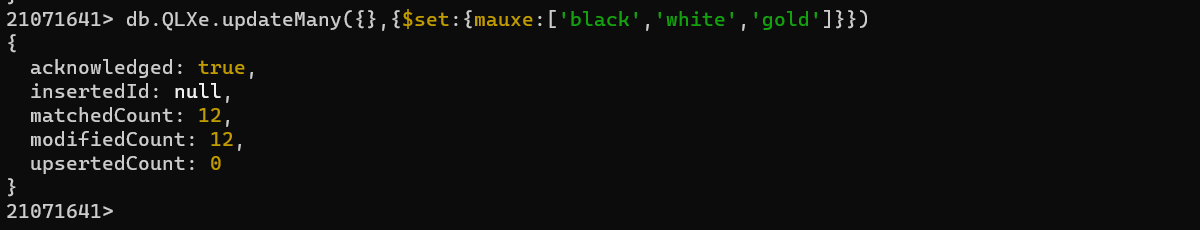 21071641> db.QLXe.updateMany({},{$set:{mauxe:['black','white','gold']}})
{
  acknowledged: true,
  insertedId: null,
  matchedCount: 12,
  modifiedCount: 12,
  upsertedCount: 0
}
21071641>